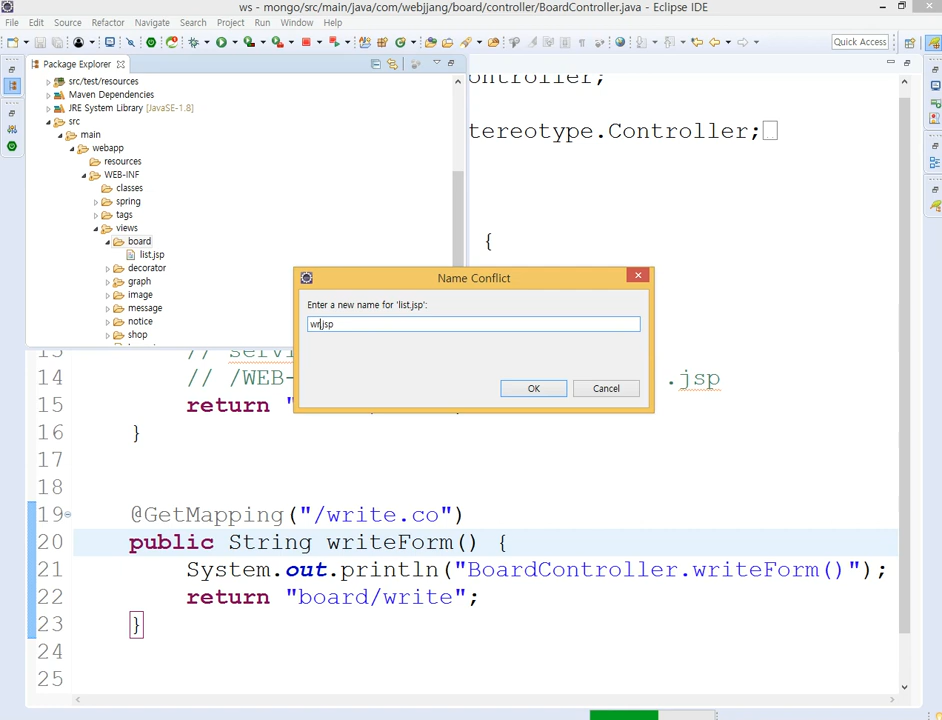 ws - mongo/src/main/java/com/webjjang/board/controller/BoardController.java - Eclipse IDE
File Edit Source Refactor Navigate Search Project Run Window Help
Quick Access
Package Explorer
src/test/resources
Maven Dependencies
JRE System Library [JavaSE-1.8]
src
main
webapp
resources
WEB-INF
classes
spring
tags
views
board
list.jsp
decorator
graph
image
message
notice
shop
ontroller;
tereotype.Controller;
{
Name Conflict
Enter a new name for 'list.jsp':
wr.jsp
OK Cancel
13 // servi
14 // /WEB- .jsp
15 return "
16 }
17
18
19 @GetMapping("/write.co")
20 public String writeForm() {
21 System.out.println("BoardController.writeForm()");
22 return "board/write";
23 }
24
25